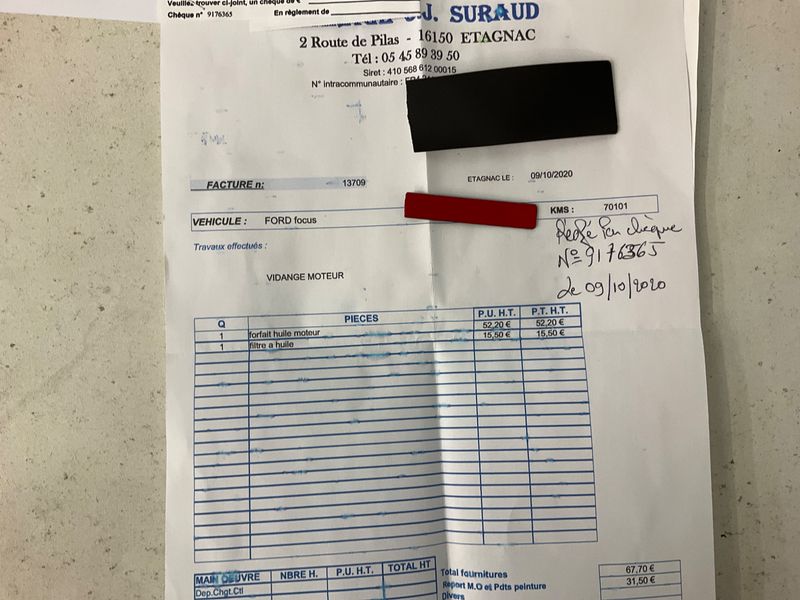 Veuillez trouver ci-joint, un chèque de €
Chèque n° 9176365 En réglement de
J. SURAUD
2 Route de Pilas - 16150 ETAGNAC
Tél : 05 45 89 39 50
Siret : 410 568 612 00015
N° intracommunautaire :
FACTURE n: 13709
ETAGNAC LE : 09/10/2020
VEHICULE : FORD focus
KMS : 70101
Travaux effectués :
Reglé par chèque
N° 9176365
Le 09/10/2020
VIDANGE MOTEUR
Q PIECES P.U. H.T. P.T. H.T.
1 forfait huile moteur 52,20 € 52,20 €
1 filtre a huile 15,50 € 15,50 €
MAIN OEUVRE NBRE H. P.U. H.T. TOTAL HT
Dep.Chgt.Ctl
Total fournitures 67,70 €
Report M.O et Pdts peinture 31,50 €
Divers